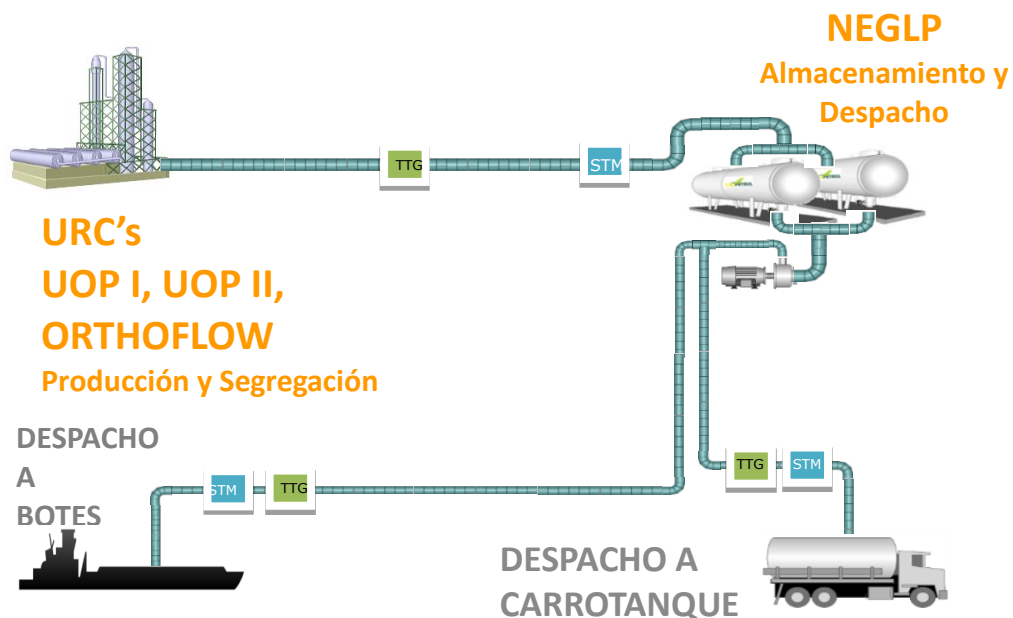 NEGLP
Almacenamiento y
Despacho
TTG
STM
URC’s
UOP I, UOP II,
ORTHOFLOW
Producción y Segregación
DESPACHO
A
BOTES
STM
TTG
TTG
STM
DESPACHO A
CARROTANQUE